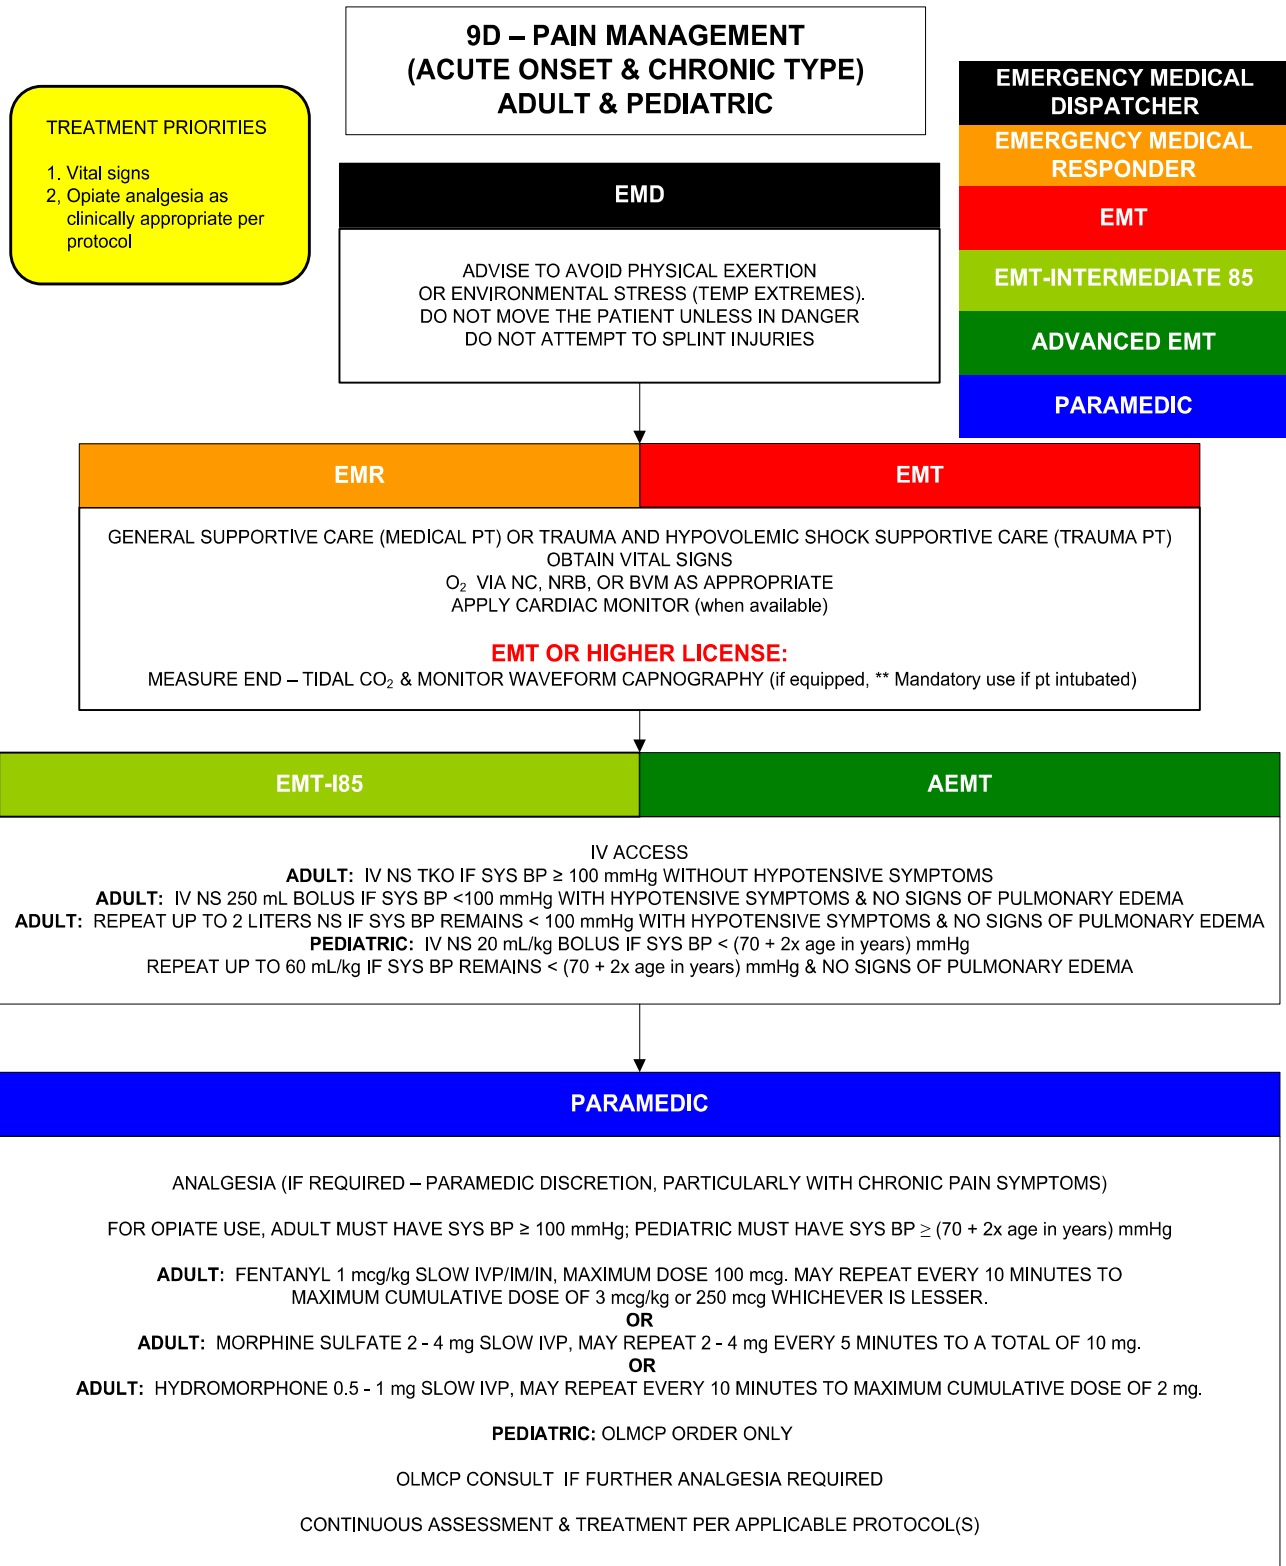 9D – PAIN MANAGEMENT
(ACUTE ONSET & CHRONIC TYPE)
ADULT & PEDIATRIC
TREATMENT PRIORITIES
1. Vital signs
2, Opiate analgesia as
clinically appropriate per
protocol
EMERGENCY MEDICAL
DISPATCHER
EMERGENCY MEDICAL
RESPONDER
EMT
EMT-INTERMEDIATE 85
ADVANCED EMT
PARAMEDIC
EMD
ADVISE TO AVOID PHYSICAL EXERTION
OR ENVIRONMENTAL STRESS (TEMP EXTREMES).
DO NOT MOVE THE PATIENT UNLESS IN DANGER
DO NOT ATTEMPT TO SPLINT INJURIES
EMR
EMT
GENERAL SUPPORTIVE CARE (MEDICAL PT) OR TRAUMA AND HYPOVOLEMIC SHOCK SUPPORTIVE CARE (TRAUMA PT)
OBTAIN VITAL SIGNS
O₂ VIA NC, NRB, OR BVM AS APPROPRIATE
APPLY CARDIAC MONITOR (when available)
EMT OR HIGHER LICENSE:
MEASURE END – TIDAL CO₂ & MONITOR WAVEFORM CAPNOGRAPHY (if equipped, ** Mandatory use if pt intubated)
EMT-I85
AEMT
IV ACCESS
ADULT: IV NS TKO IF SYS BP ≥ 100 mmHg WITHOUT HYPOTENSIVE SYMPTOMS
ADULT: IV NS 250 mL BOLUS IF SYS BP <100 mmHg WITH HYPOTENSIVE SYMPTOMS & NO SIGNS OF PULMONARY EDEMA
ADULT: REPEAT UP TO 2 LITERS NS IF SYS BP REMAINS < 100 mmHg WITH HYPOTENSIVE SYMPTOMS & NO SIGNS OF PULMONARY EDEMA
PEDIATRIC: IV NS 20 mL/kg BOLUS IF SYS BP < (70 + 2x age in years) mmHg
REPEAT UP TO 60 mL/kg IF SYS BP REMAINS < (70 + 2x age in years) mmHg & NO SIGNS OF PULMONARY EDEMA
PARAMEDIC
ANALGESIA (IF REQUIRED – PARAMEDIC DISCRETION, PARTICULARLY WITH CHRONIC PAIN SYMPTOMS)
FOR OPIATE USE, ADULT MUST HAVE SYS BP ≥ 100 mmHg; PEDIATRIC MUST HAVE SYS BP ≥ (70 + 2x age in years) mmHg
ADULT: FENTANYL 1 mcg/kg SLOW IVP/IM/IN, MAXIMUM DOSE 100 mcg. MAY REPEAT EVERY 10 MINUTES TO
MAXIMUM CUMULATIVE DOSE OF 3 mcg/kg or 250 mcg WHICHEVER IS LESSER.
OR
ADULT: MORPHINE SULFATE 2 - 4 mg SLOW IVP, MAY REPEAT 2 - 4 mg EVERY 5 MINUTES TO A TOTAL OF 10 mg.
OR
ADULT: HYDROMORPHONE 0.5 - 1 mg SLOW IVP, MAY REPEAT EVERY 10 MINUTES TO MAXIMUM CUMULATIVE DOSE OF 2 mg.
PEDIATRIC: OLMCP ORDER ONLY
OLMCP CONSULT IF FURTHER ANALGESIA REQUIRED
CONTINUOUS ASSESSMENT & TREATMENT PER APPLICABLE PROTOCOL(S)